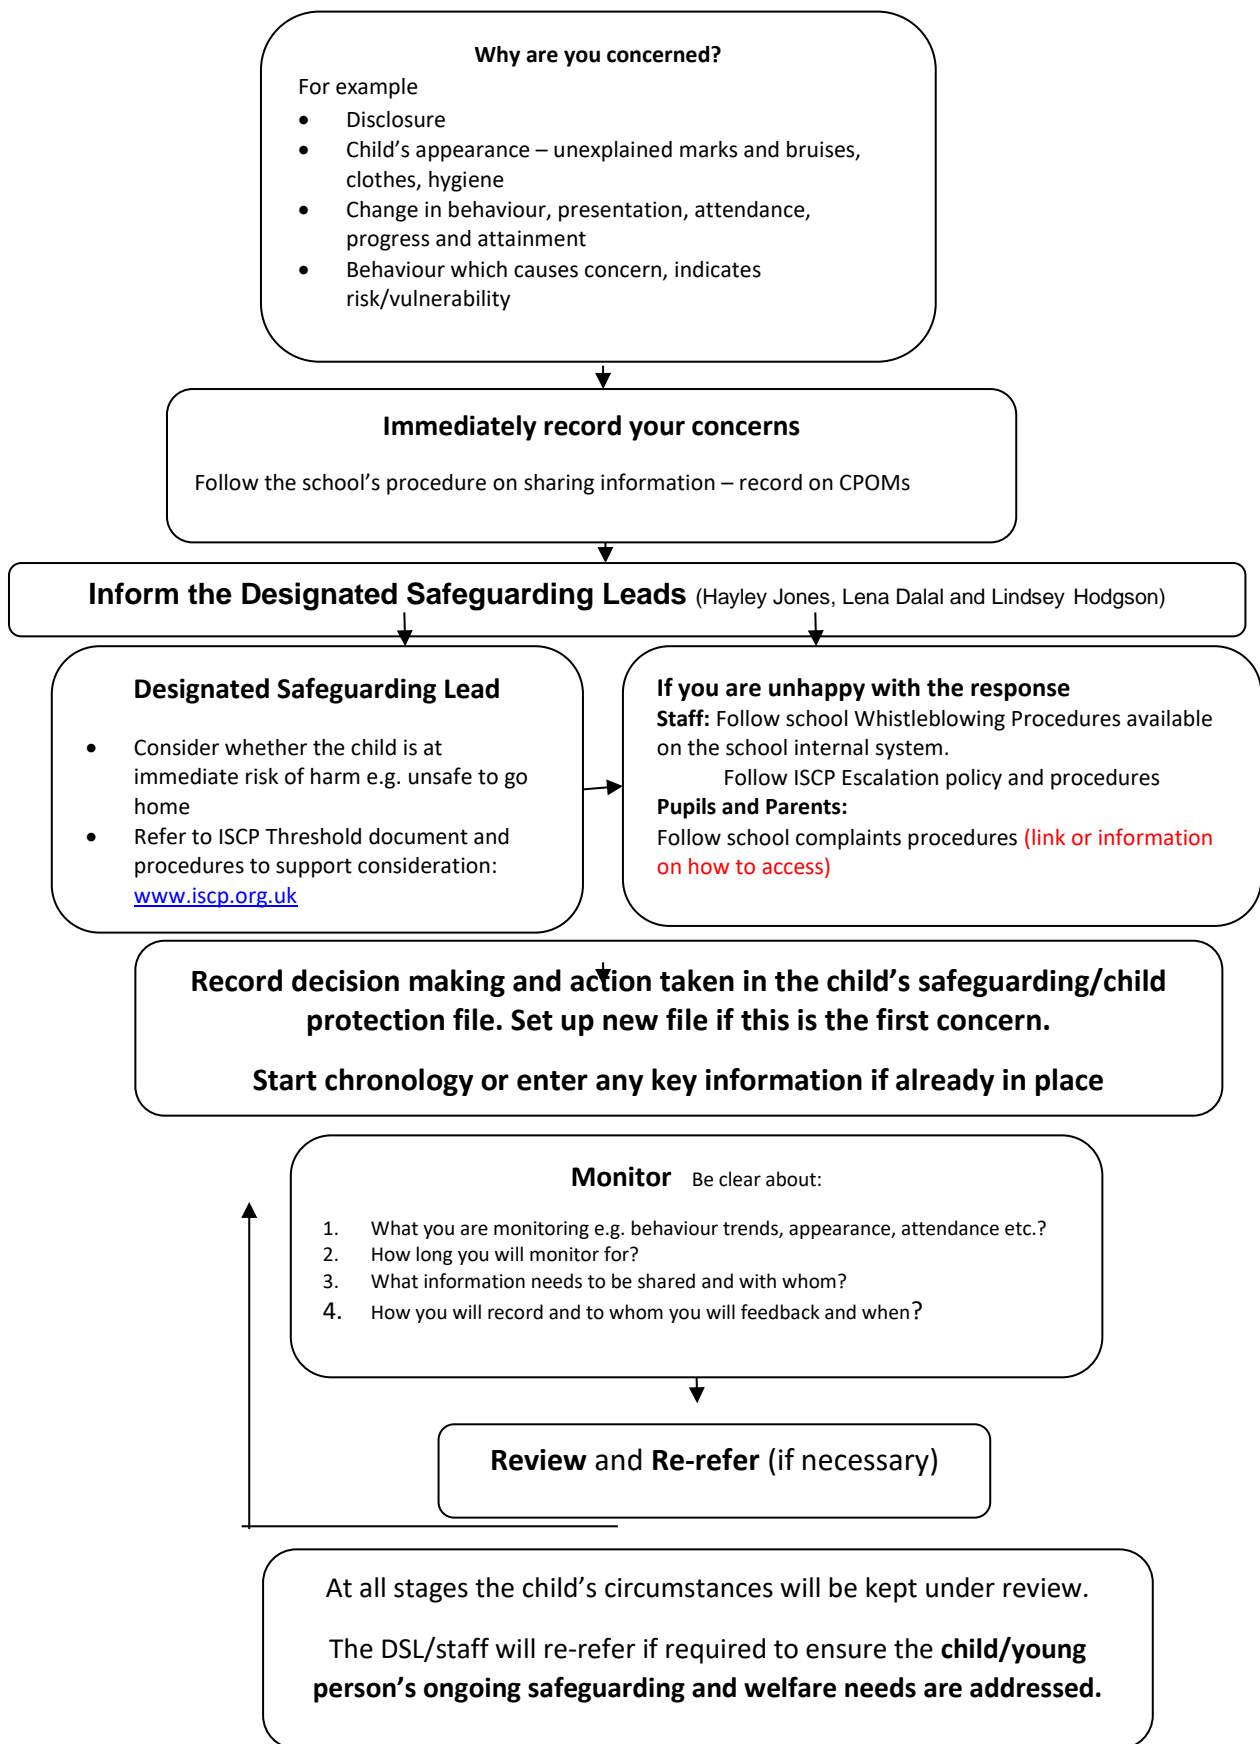 Why are you concerned?
For example
• Disclosure
• Child’s appearance – unexplained marks and bruises,
clothes, hygiene
• Change in behaviour, presentation, attendance,
progress and attainment
• Behaviour which causes concern, indicates
risk/vulnerability
Immediately record your concerns
Follow the school’s procedure on sharing information – record on CPOMs
Inform the Designated Safeguarding Leads (Hayley Jones, Lena Dalal and Lindsey Hodgson)
Designated Safeguarding Lead
• Consider whether the child is at
immediate risk of harm e.g. unsafe to go
home
• Refer to ISCP Threshold document and
procedures to support consideration:
www.iscp.org.uk
If you are unhappy with the response
Staff: Follow school Whistleblowing Procedures available
on the school internal system.
Follow ISCP Escalation policy and procedures
Pupils and Parents:
Follow school complaints procedures (link or information
on how to access)
Record decision making and action taken in the child’s safeguarding/child
protection file. Set up new file if this is the first concern.
Start chronology or enter any key information if already in place
Monitor Be clear about:
1. What you are monitoring e.g. behaviour trends, appearance, attendance etc.?
2. How long you will monitor for?
3. What information needs to be shared and with whom?
4. How you will record and to whom you will feedback and when?
Review and Re-refer (if necessary)
At all stages the child’s circumstances will be kept under review.
The DSL/staff will re-refer if required to ensure the child/young
person’s ongoing safeguarding and welfare needs are addressed.